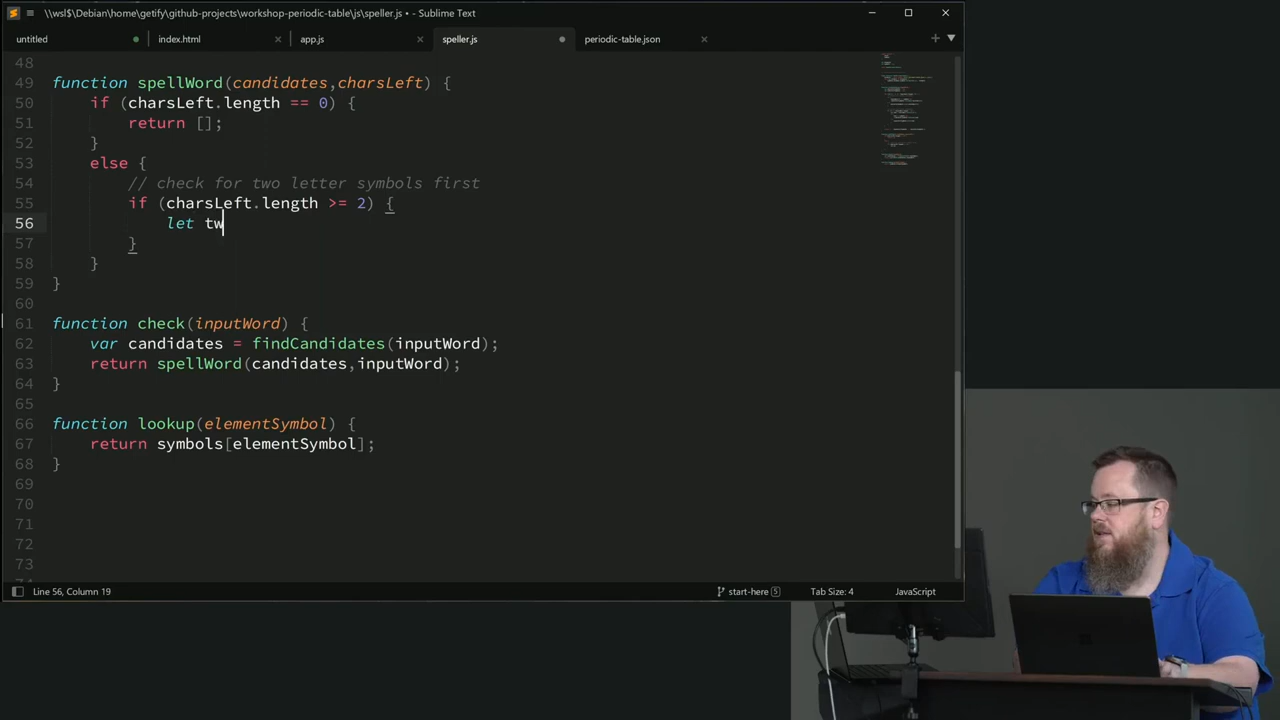 \\wsl$\Debian\home\getify\github-projects\workshop-periodic-table\js\speller.js • - Sublime Text
untitled
index.html
app.js
speller.js
periodic-table.json
48
49 function spellWord(candidates,charsLeft) {
50 if (charsLeft.length == 0) {
51 return [];
52 }
53 else {
54 // check for two letter symbols first
55 if (charsLeft.length >= 2) {
56 let tw
57 }
58 }
59 }
60
61 function check(inputWord) {
62 var candidates = findCandidates(inputWord);
63 return spellWord(candidates,inputWord);
64 }
65
66 function lookup(elementSymbol) {
67 return symbols[elementSymbol];
68 }
69
70
71
72
73
Line 56, Column 19
start-here 5
Tab Size: 4
JavaScript